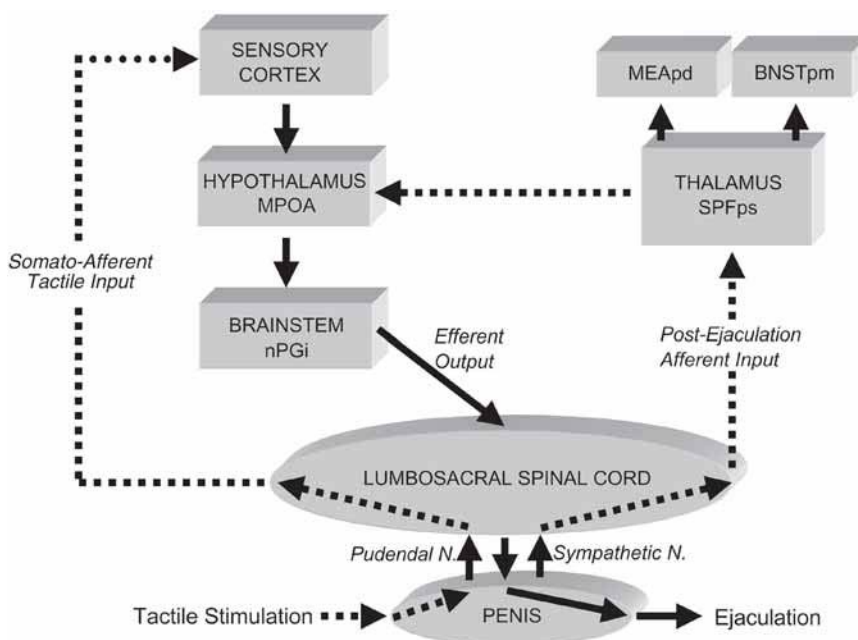 SENSORY
CORTEX
MEApd
BNSTpm
HYPOTHALAMUS
MPOA
THALAMUS
SPFps
Somato-Afferent
Tactile Input
BRAINSTEM
nPGi
Efferent
Output
Post-Ejaculation
Afferent Input
LUMBOSACRAL SPINAL CORD
Pudendal N.
Sympathetic N.
Tactile Stimulation
PENIS
Ejaculation